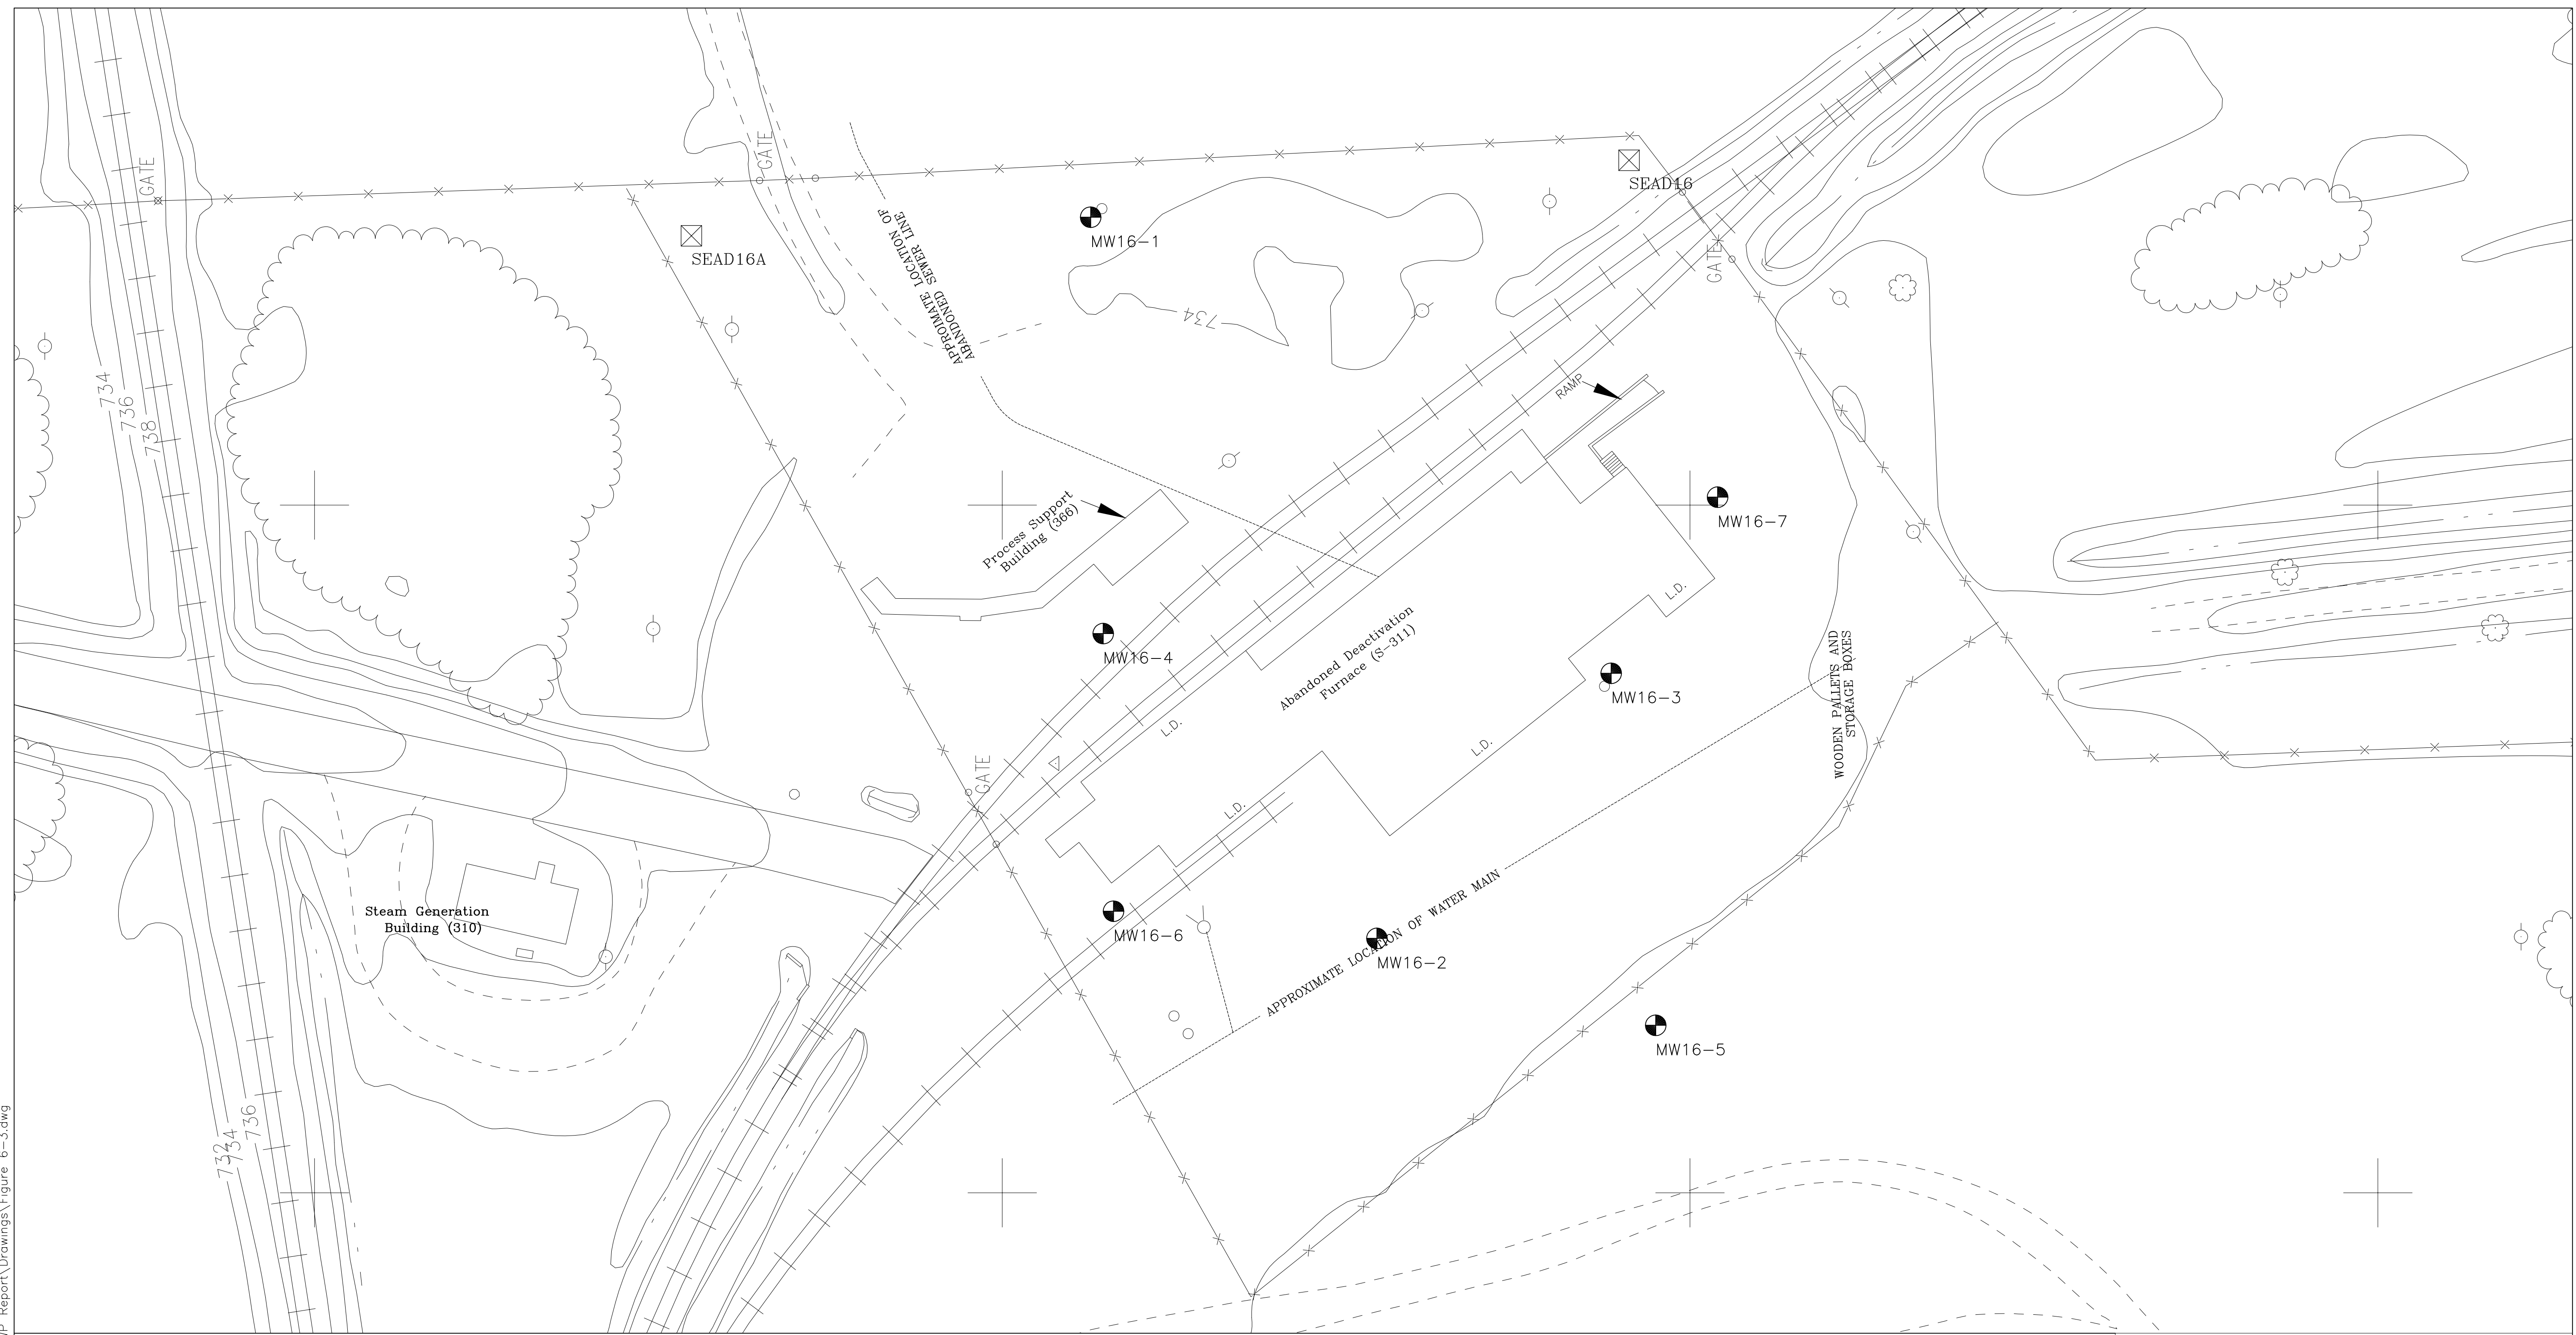 GATE
GATE
SEAD16
APPROIMATE LOCATION OF
ABANDONED SEWER LINE
MW16-1
SEAD16A
GATE
734
734
736
738
RAMP
Process Support
Building (366)
MW16-7
L.D.
Abandoned Deactivation
Furnace (S-311)
MW16-4
MW16-3
WOODEN PALLETS AND
STORAGE BOXES
L.D.
L.D.
GATE
L.D.
Steam Generation
Building (310)
MW16-6
APPROXIMATE LOCATION OF WATER MAIN
MW16-2
MW16-5
732
734
736
Report\Drawings\Figure 6-3.dwg